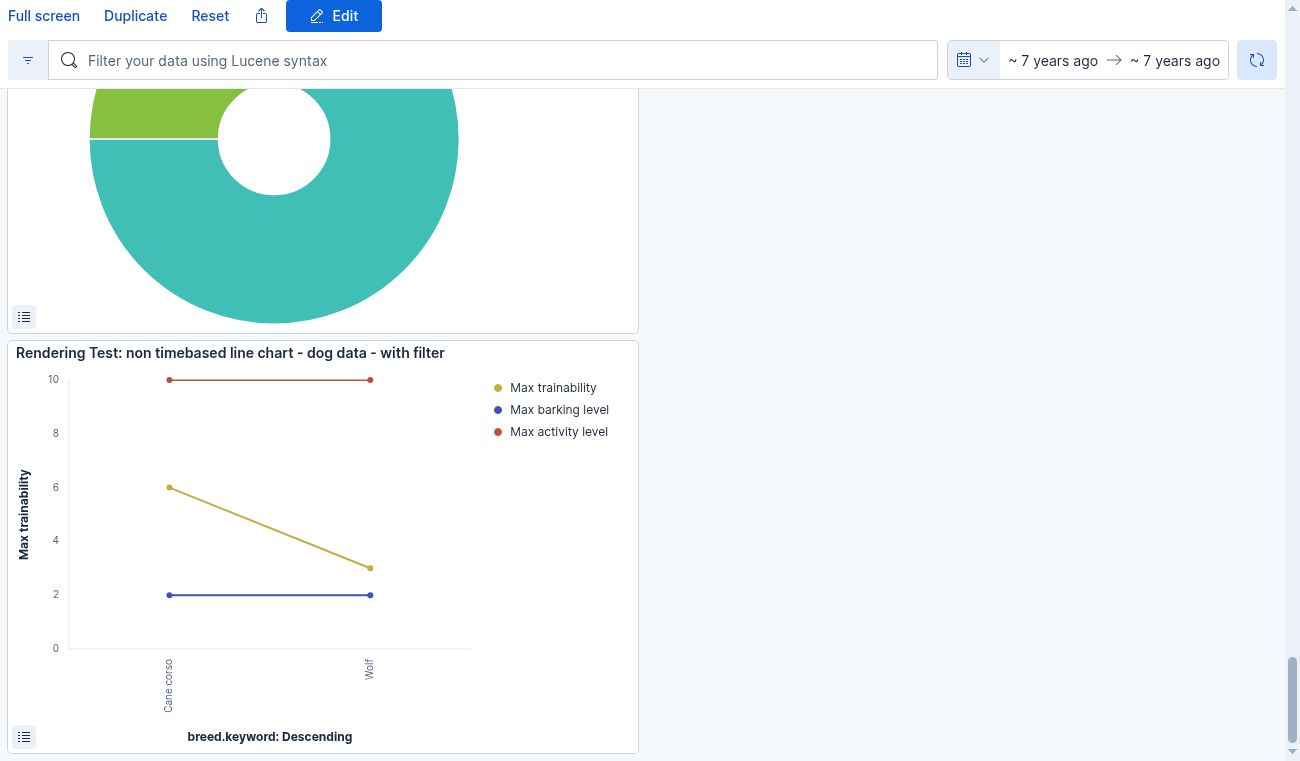 Full screen Duplicate Reset Edit
Filter your data using Lucene syntax ~ 7 years ago ~ 7 years ago
Rendering Test: non timebased line chart - dog data - with filter
Max trainability
Max barking level
Max activity level
10
8
6
4
2
0
Max trainability
Cane corso
Wolf
breed.keyword: Descending